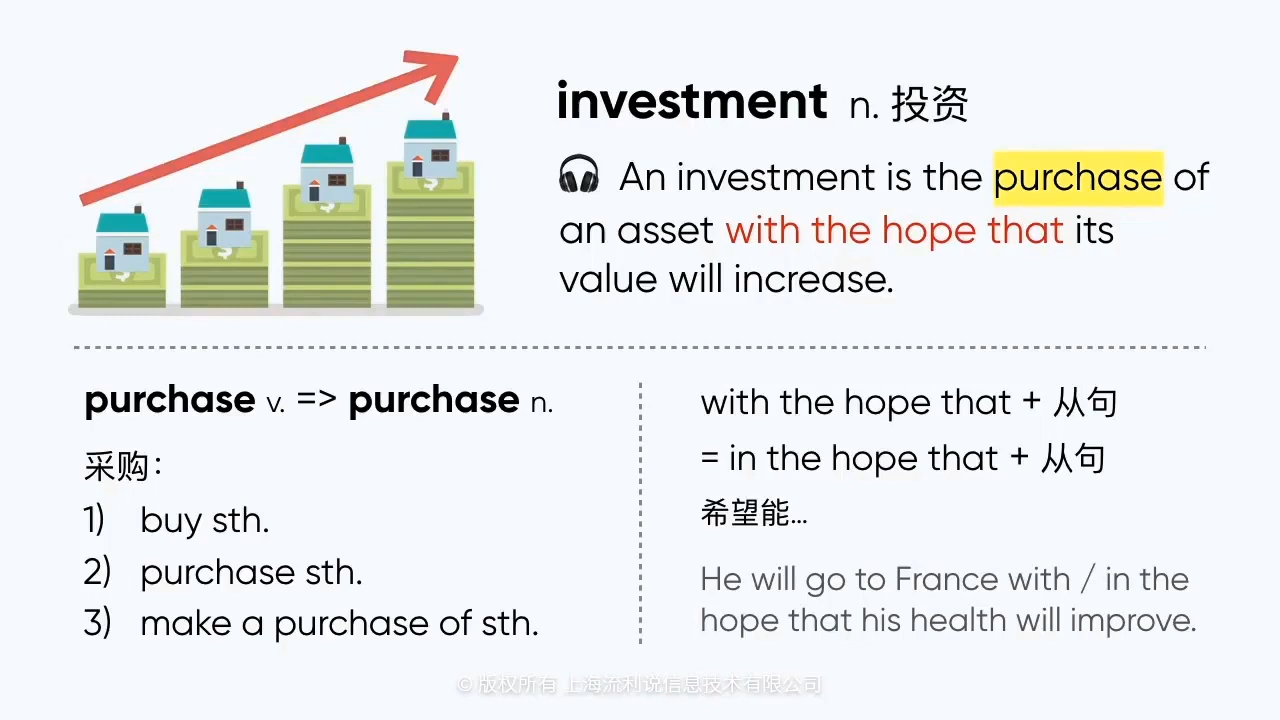 investment n. 投资
An investment is the purchase of
an asset with the hope that its
value will increase.
purchase v. => purchase n.
采购：
1) buy sth.
2) purchase sth.
3) make a purchase of sth.
with the hope that + 从句
= in the hope that + 从句
希望能...
He will go to France with / in the
hope that his health will improve.
© 版权所有 上海流利说信息技术有限公司